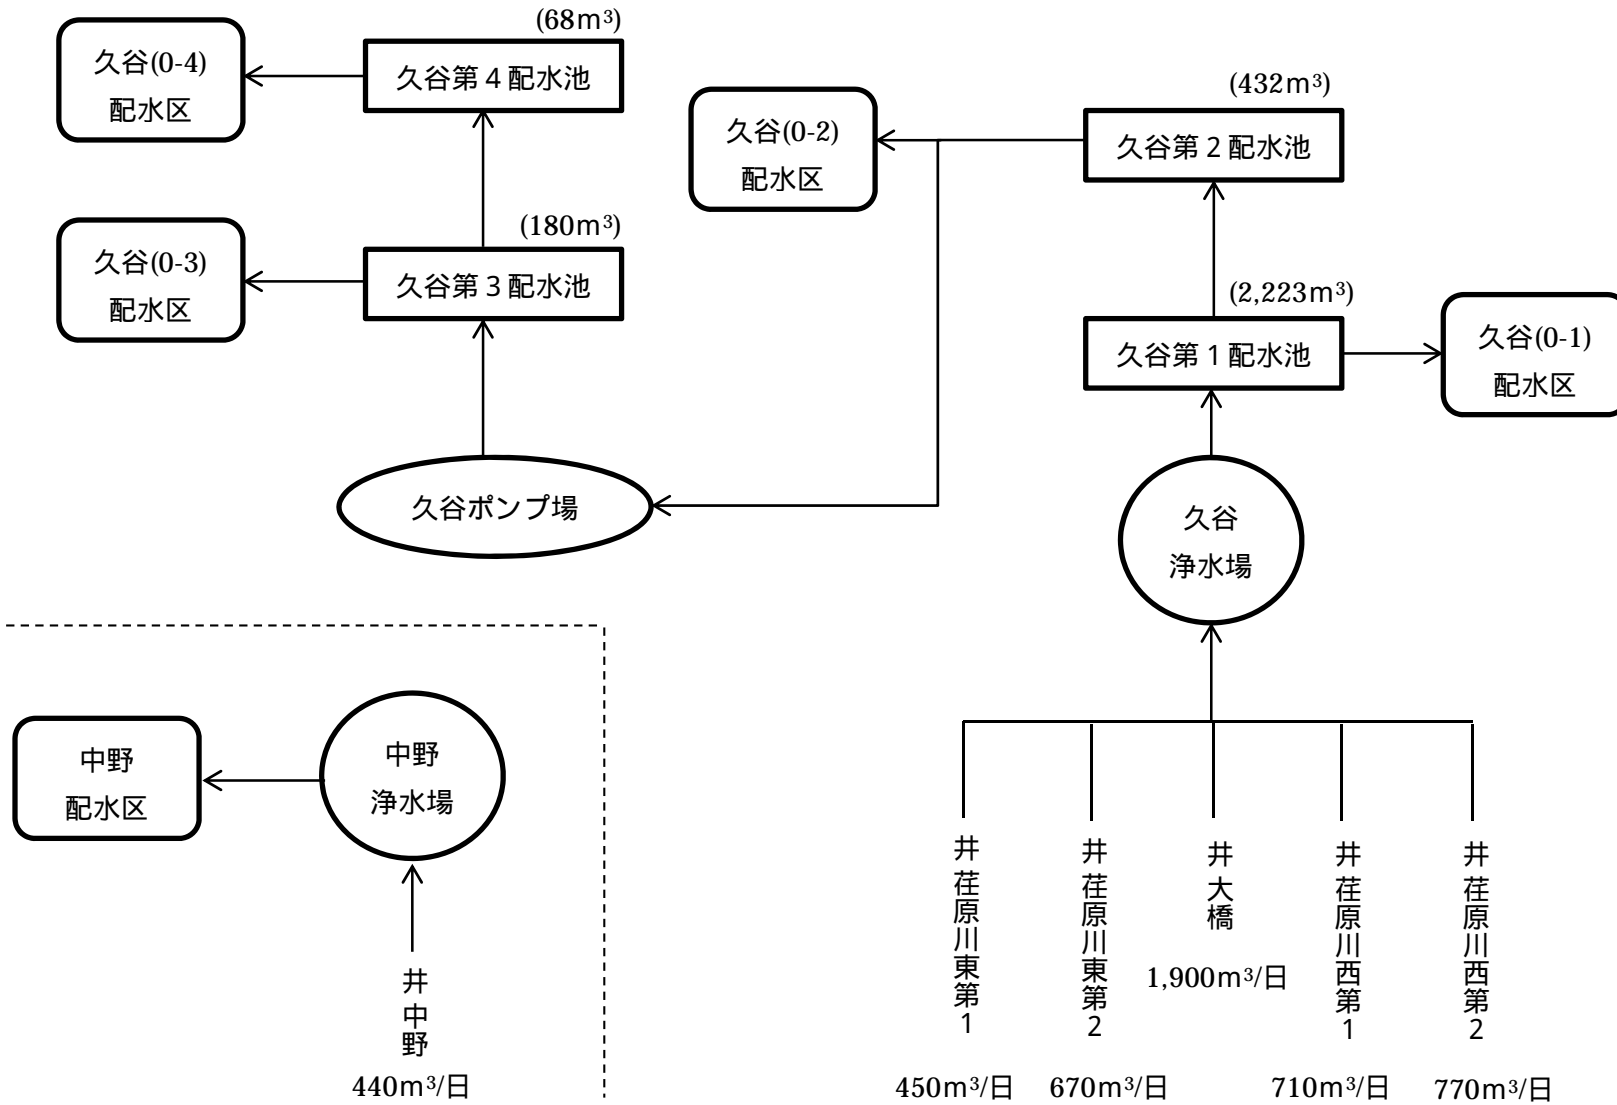 (68m³)
久谷(0-4)
配水区
久谷第4配水池
(432m³)
久谷(0-2)
配水区
久谷第2配水池
(180m³)
久谷(0-3)
配水区
久谷第3配水池
(2,223m³)
久谷第1配水池
久谷(0-1)
配水区
久谷ポンプ場
久谷
浄水場
中野
配水区
中野
浄水場
井 中野
440m³/日
井 荏原川東第1
450m³/日
井 荏原川東第2
670m³/日
井 大橋
1,900m³/日
井 荏原川西第1
710m³/日
井 荏原川西第2
770m³/日